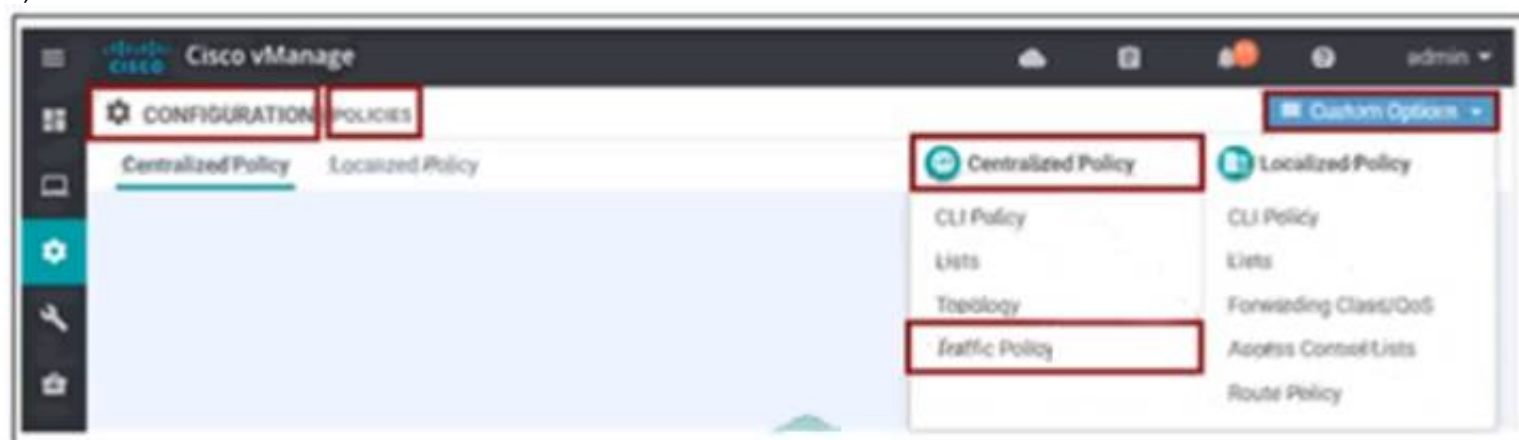 cisco Cisco vManage admin
CONFIGURATION POLICIES Custom Options
Centralized Policy Localized Policy
Centralized Policy
CLI Policy
Lists
Topology
Traffic Policy
Localized Policy
CLI Policy
Lists
Forwarding Class/QoS
Access Control Lists
Route Policy